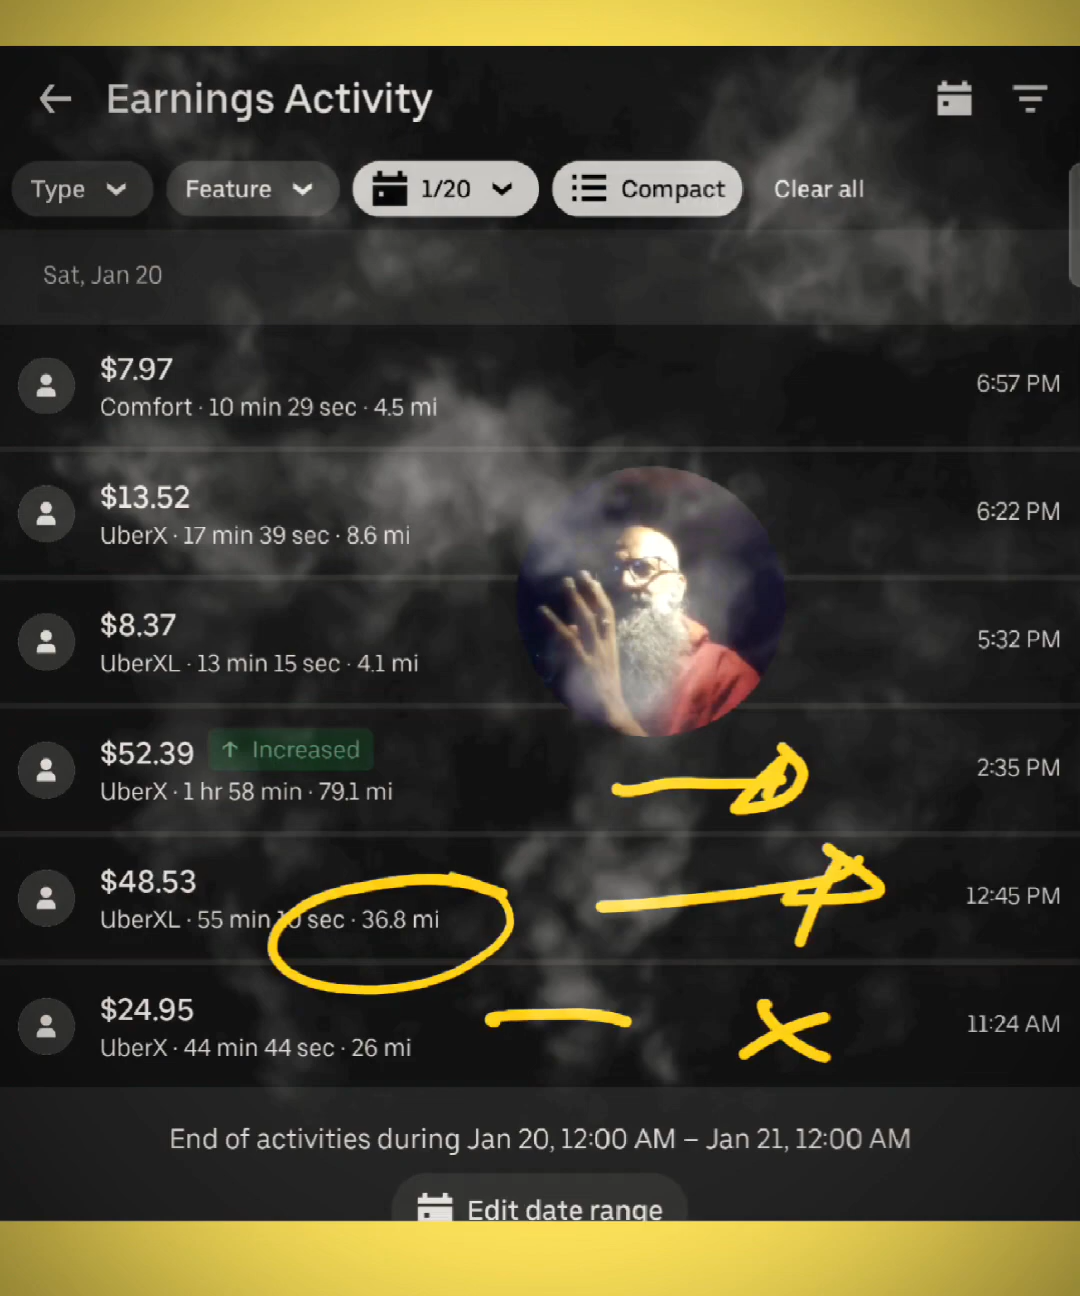 Earnings Activity
Type Feature 1/20 Compact Clear all
Sat, Jan 20
$7.97
Comfort · 10 min 29 sec · 4.5 mi
6:57 PM
$13.52
UberX · 17 min 39 sec · 8.6 mi
6:22 PM
$8.37
UberXL · 13 min 15 sec · 4.1 mi
5:32 PM
$52.39 ↑ Increased
UberX · 1 hr 58 min · 79.1 mi
2:35 PM
$48.53
UberXL · 55 min sec · 36.8 mi
12:45 PM
$24.95
UberX · 44 min 44 sec · 26 mi
11:24 AM
End of activities during Jan 20, 12:00 AM – Jan 21, 12:00 AM
Edit date range